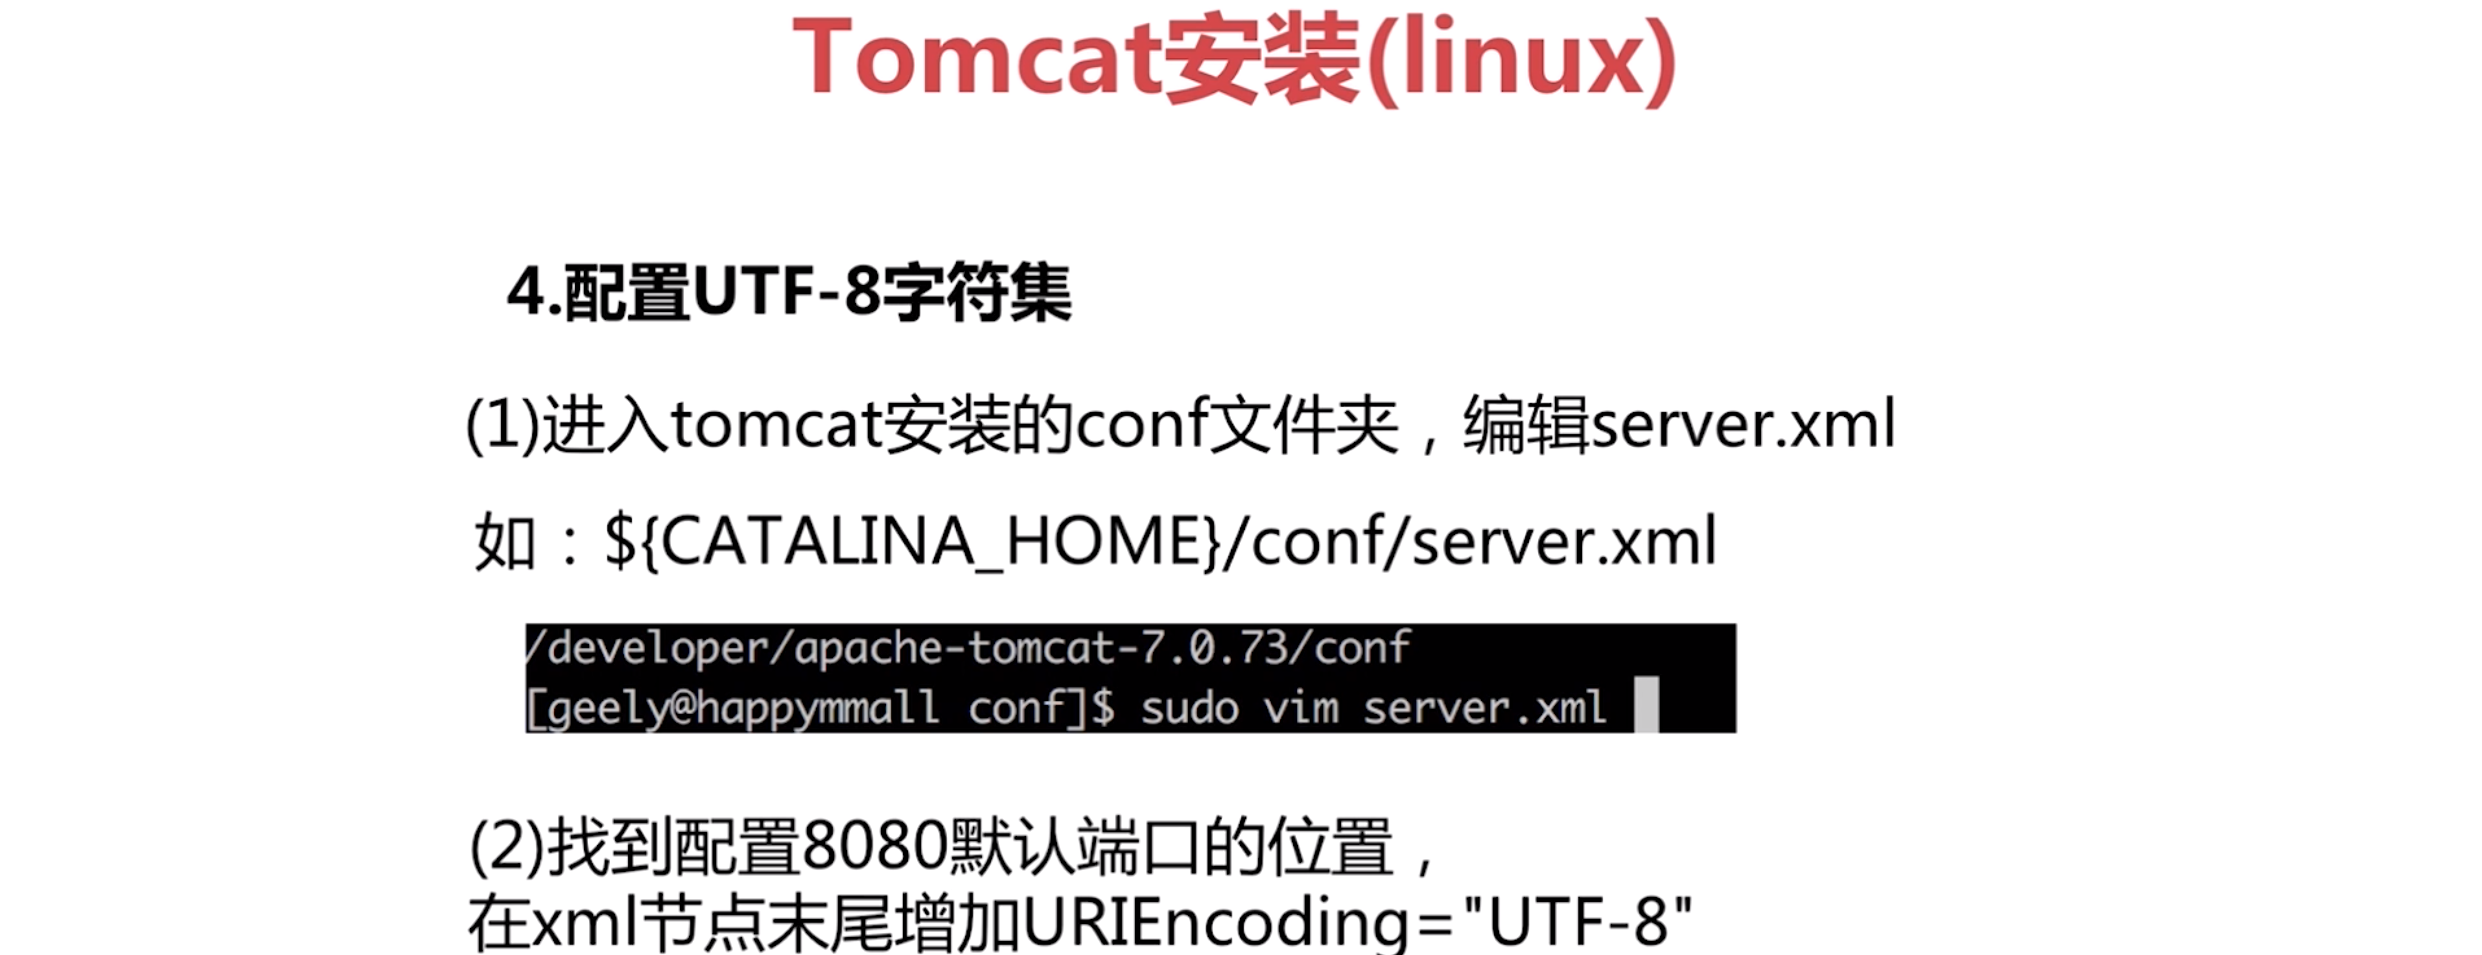 Tomcat安装(linux)
4.配置UTF-8字符集
(1)进入tomcat安装的conf文件夹，编辑server.xml
如：${CATALINA_HOME}/conf/server.xml
/developer/apache-tomcat-7.0.73/conf
[geely@happymmall conf]$ sudo vim server.xml
(2)找到配置8080默认端口的位置，
在xml节点末尾增加URIEncoding="UTF-8"